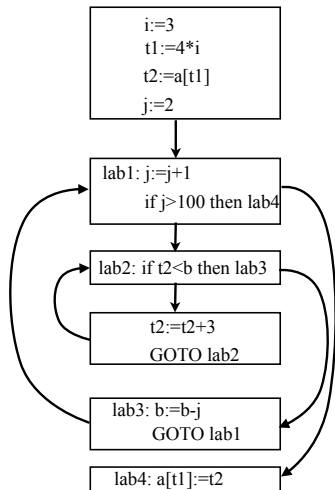 i:=3
t1:=4*i
t2:=a[t1]
j:=2
lab1: j:=j+1
if j>100 then lab4
lab2: if t2<b then lab3
t2:=t2+3
GOTO lab2
lab3: b:=b-j
GOTO lab1
lab4: a[t1]:=t2